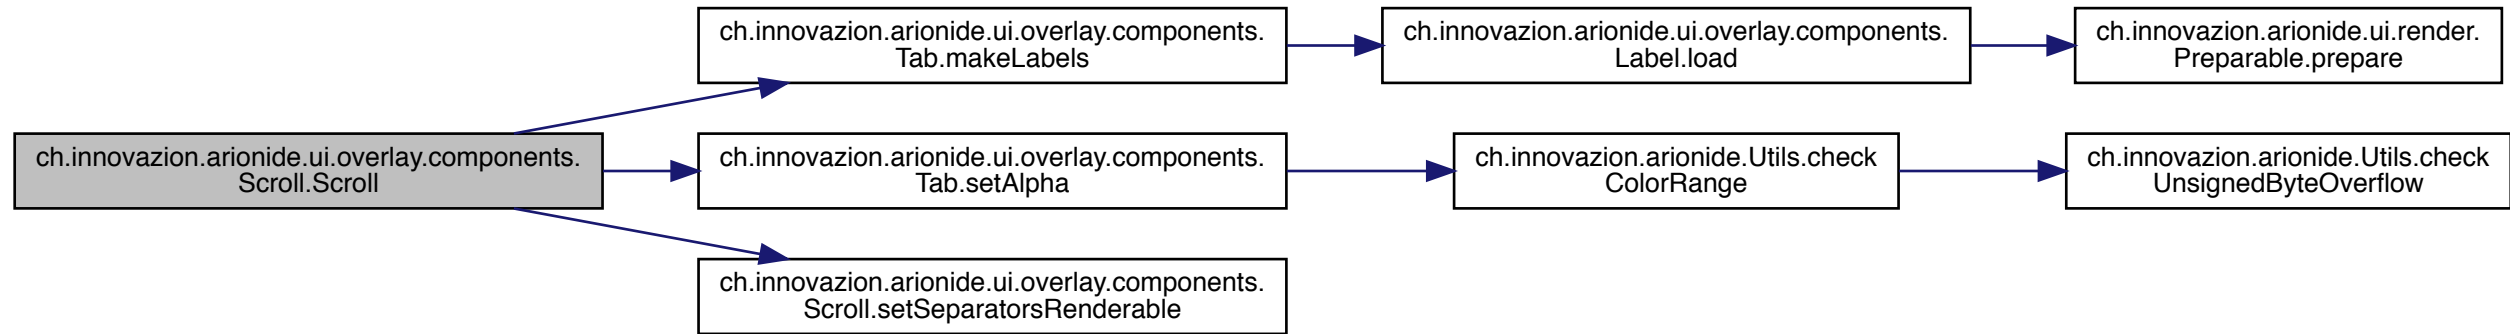 ch.innovazion.arionide.ui.overlay.components.
Scroll.Scroll
ch.innovazion.arionide.ui.overlay.components.
Tab.makeLabels
ch.innovazion.arionide.ui.overlay.components.
Label.load
ch.innovazion.arionide.ui.render.
Preparable.prepare
ch.innovazion.arionide.ui.overlay.components.
Tab.setAlpha
ch.innovazion.arionide.Utils.check
ColorRange
ch.innovazion.arionide.Utils.check
UnsignedByteOverflow
ch.innovazion.arionide.ui.overlay.components.
Scroll.setSeparatorsRenderable